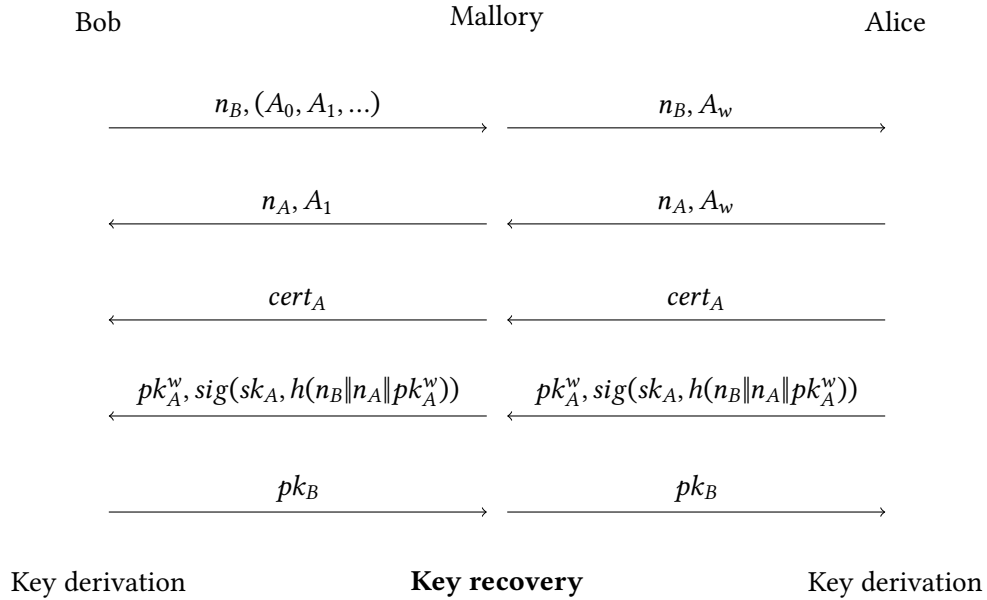 Bob Mallory Alice
n_B, (A_0, A_1, ...) n_B, A_w
n_A, A_1 n_A, A_w
cert_A cert_A
pk_A^w, sig(sk_A, h(n_B‖n_A‖pk_A^w)) pk_A^w, sig(sk_A, h(n_B‖n_A‖pk_A^w))
pk_B pk_B
Key derivation Key recovery Key derivation